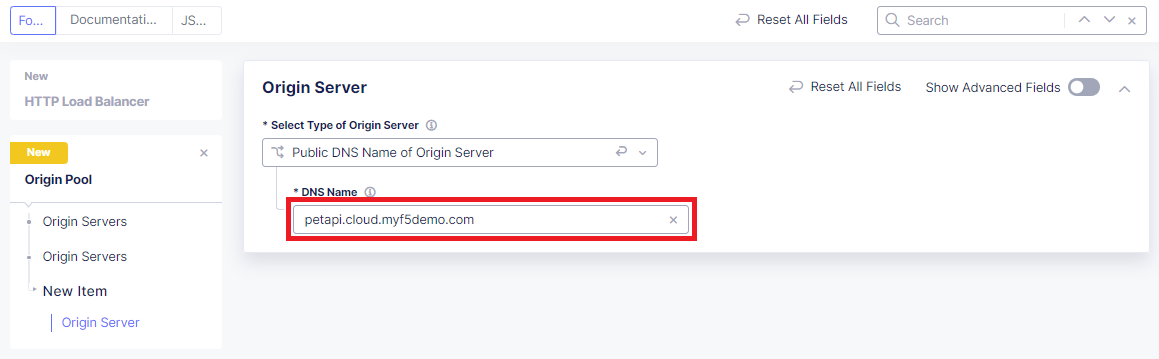 Fo...
Documentati...
JS...
Reset All Fields
Search
New
HTTP Load Balancer
New
Origin Pool
Origin Servers
Origin Servers
New Item
Origin Server
Origin Server
Reset All Fields
Show Advanced Fields
* Select Type of Origin Server
Public DNS Name of Origin Server
* DNS Name
petapi.cloud.myf5demo.com